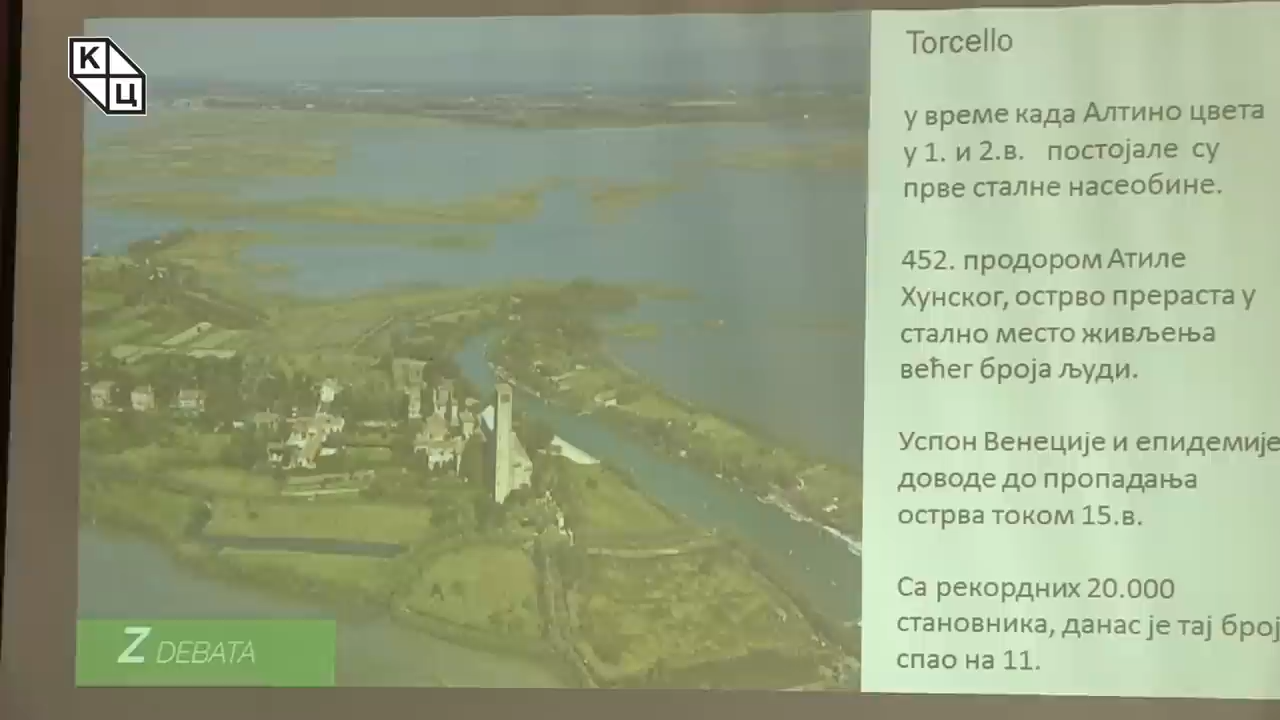 К
Ц
Torcello
у време када Алтино цвета
у 1. и 2.в. постојале су
прве сталне насеобине.
452. продором Атиле
Хунског, острво прераста у
стално место живљења
већег броја људи.
Успон Венеције и епидемије
доводе до пропадања
острва током 15.в.
Са рекордних 20.000
становника, данас је тај број
спао на 11.
Z DEBATA